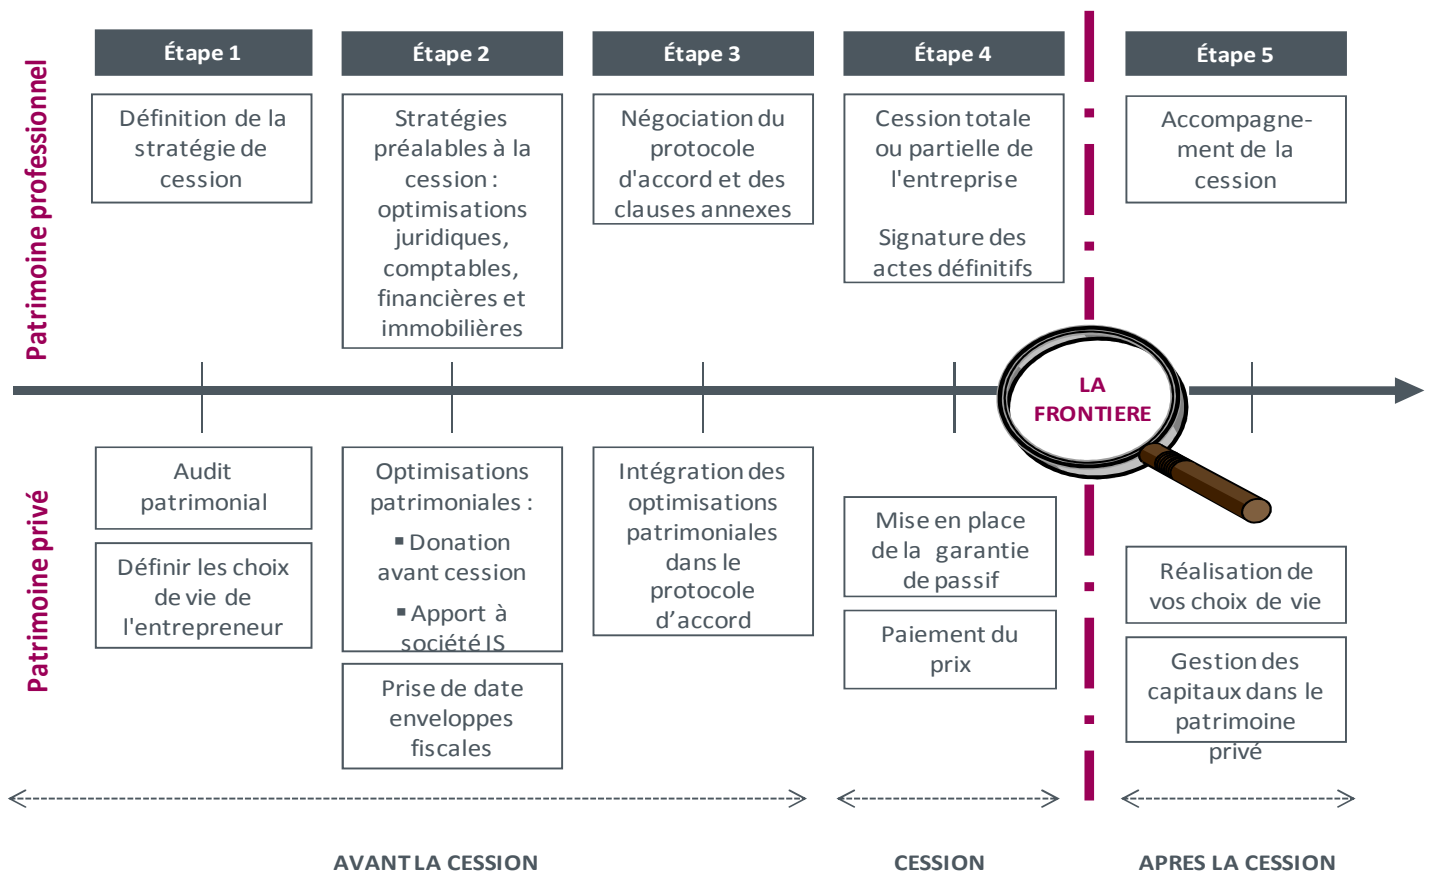 Patrimoine professionnel
Étape 1
Définition de la
stratégie de
cession
Étape 2
Stratégies
préalables à la
cession :
optimisations
juridiques,
comptables,
financières et
immobilières
Étape 3
Négociation du
protocole
d'accord et des
clauses annexes
Étape 4
Cession totale
ou partielle de
l'entreprise
Signature des
actes définitifs
Étape 5
Accompagne-
ment de la
cession
LA
FRONTIERE
Patrimoine privé
Audit
patrimonial
Définir les choix
de vie de
l'entrepreneur
Optimisations
patrimoniales :
▪ Donation
avant cession
▪ Apport à
société IS
Prise de date
enveloppes
fiscales
Intégration des
optimisations
patrimoniales
dans le
protocole
d’accord
Mise en place
de la garantie
de passif
Paiement du
prix
Réalisation de
vos choix de vie
Gestion des
capitaux dans le
patrimoine
privé
AVANT LA CESSION
CESSION
APRES LA CESSION